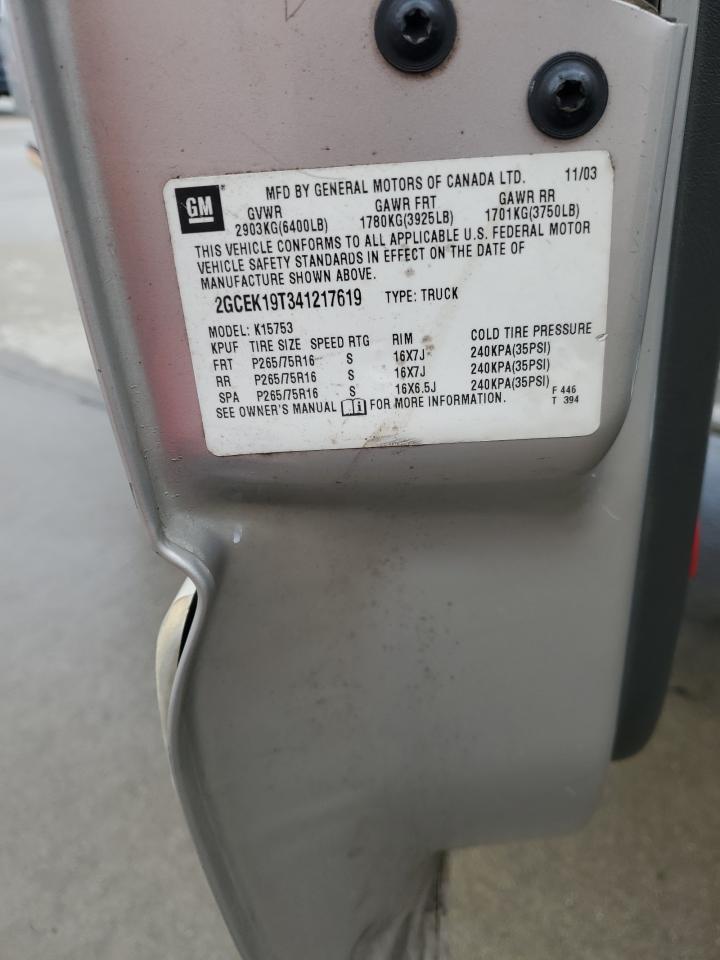 GM
MFD BY GENERAL MOTORS OF CANADA LTD. 11/03
GVWR GAWR FRT GAWR RR
2903KG(6400LB) 1780KG(3925LB) 1701KG(3750LB)
THIS VEHICLE CONFORMS TO ALL APPLICABLE U.S. FEDERAL MOTOR
VEHICLE SAFETY STANDARDS IN EFFECT ON THE DATE OF
MANUFACTURE SHOWN ABOVE.
2GCEK19T341217619 TYPE: TRUCK
MODEL: K15753
KPUF TIRE SIZE SPEED RTG RIM COLD TIRE PRESSURE
FRT P265/75R16 S 16X7J 240KPA(35PSI)
RR P265/75R16 S 16X7J 240KPA(35PSI)
SPA P265/75R16 S 16X6.5J 240KPA(35PSI) F 446
SEE OWNER'S MANUAL FOR MORE INFORMATION. T 394